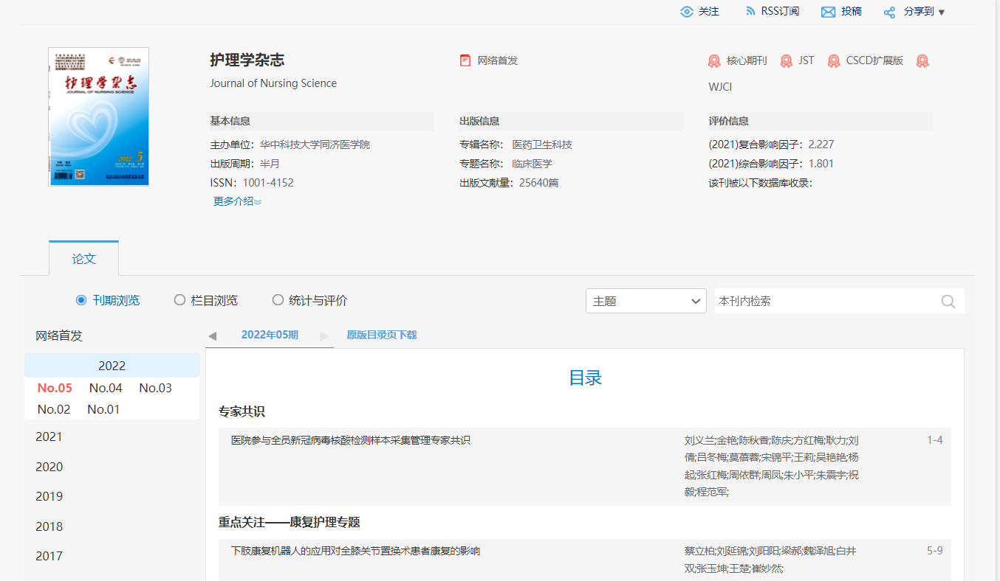 关注 RSS订阅 投稿 分享到
护理学杂志
JOURNAL OF NURSING SCIENCE
2022 5
护理学杂志 网络首发 核心期刊 JST CSCD扩展版
Journal of Nursing Science WJCI
基本信息 出版信息 评价信息
主办单位：华中科技大学同济医学院 专辑名称：医药卫生科技 (2021)复合影响因子：2.227
出版周期：半月 专题名称：临床医学 (2021)综合影响因子：1.801
ISSN：1001-4152 出版文献量：25640篇 该刊被以下数据库收录：
更多介绍
论文
刊期浏览 栏目浏览 统计与评价 主题 本刊内检索
网络首发 2022年05期 原版目录页下载
2022
No.05 No.04 No.03
No.02 No.01
2021
2020
2019
2018
2017
目录
专家共识
医院参与全员新冠病毒核酸检测样本采集管理专家共识 刘义兰;金艳;陈秋香;陈庆;方红梅;耿力;刘 1-4
倩;吕冬梅;莫蓓蓉;宋锦平;王莉;吴艳艳;杨
起;张红梅;周依群;周凤;朱小平;朱震宇;祝
毅;程范军;
重点关注——康复护理专题
下肢康复机器人的应用对全膝关节置换术患者康复的影响 蔡立柏;刘延锦;刘阳阳;梁郝;魏泽旭;白井 5-9
双;张玉坤;王楚;崔妙然;